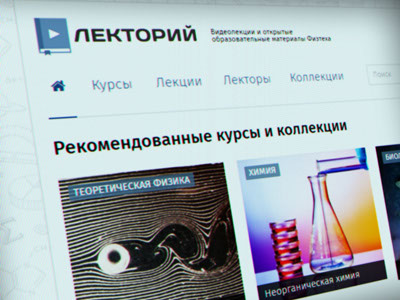 ЛЕКТОРИЙ
Видеолекции и открытые
образовательные материалы Физтеха
Курсы Лекции Лекторы Коллекции Поиск
Рекомендованные курсы и коллекции
ТЕОРЕТИЧЕСКАЯ ФИЗИКА
ХИМИЯ
Неорганическая химия